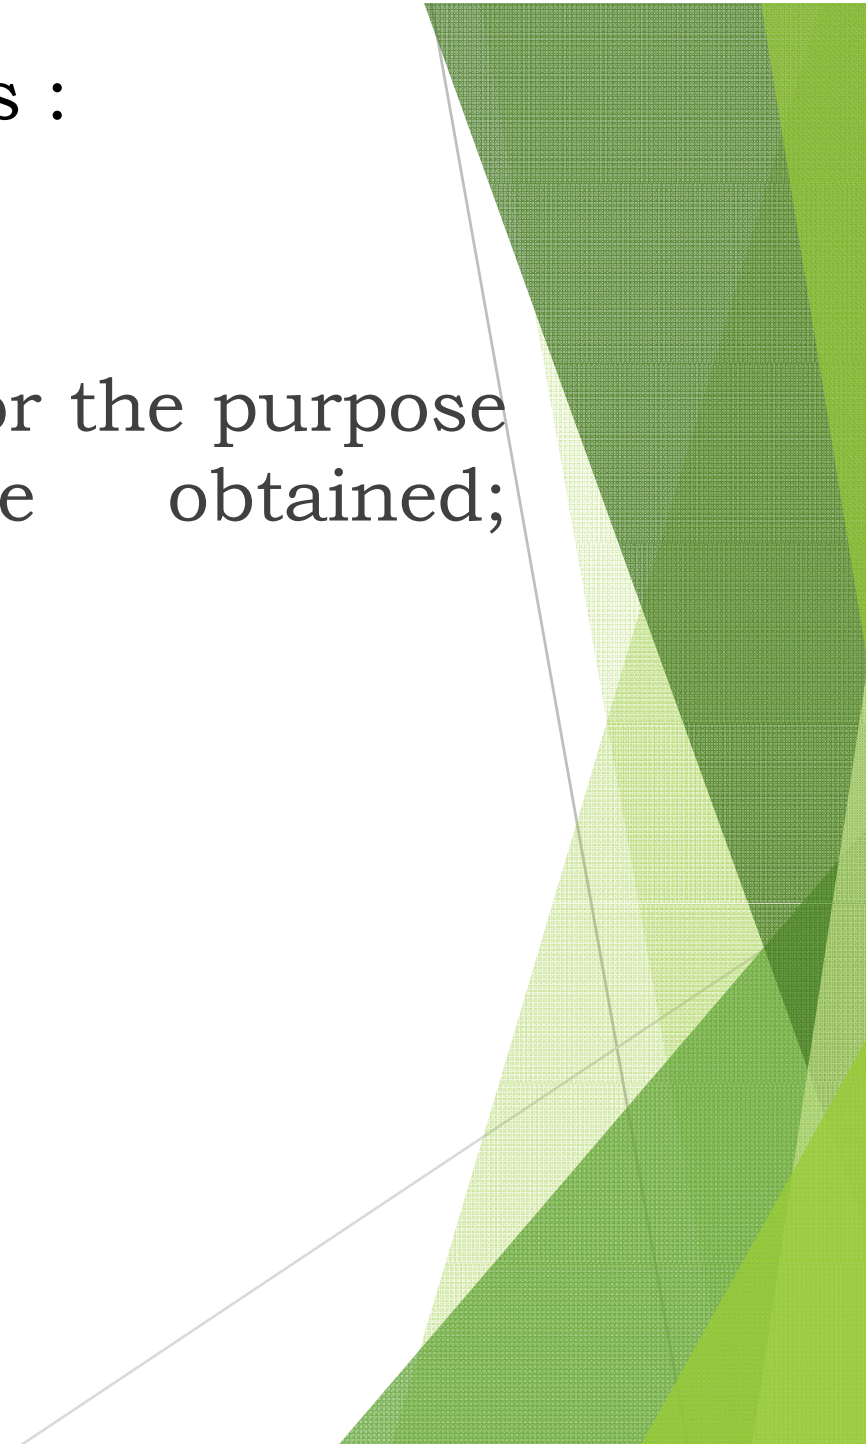 s :
or the purpose
e obtained;